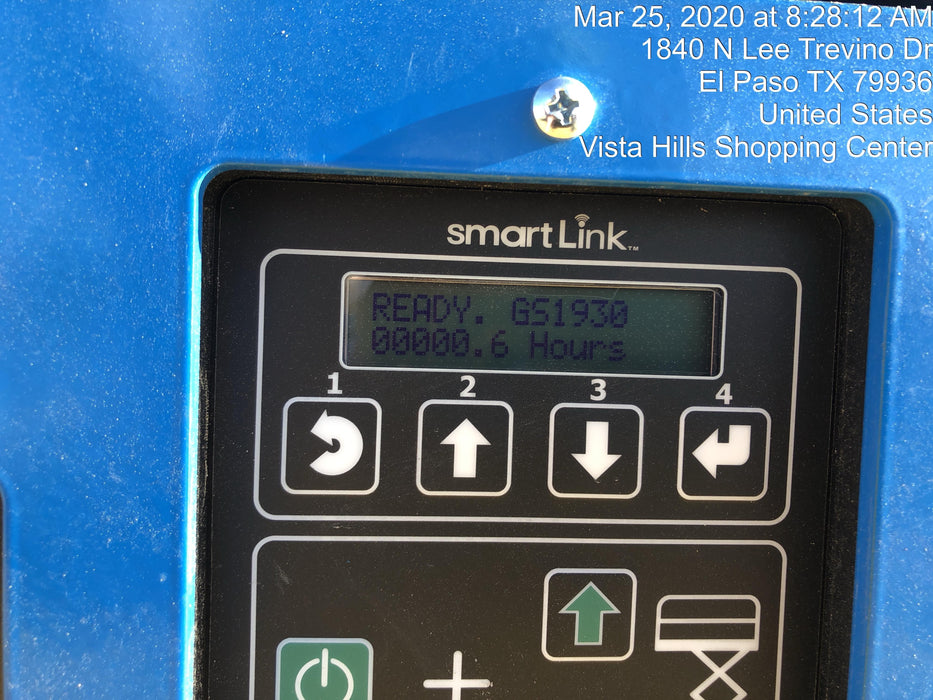 Mar 25, 2020 at 8:28:12 AM
1840 N Lee Trevino Dr
El Paso TX 79936
United States
Vista Hills Shopping Center
smartLink™
READY. GS1930
00000.6 Hours
1 2 3 4